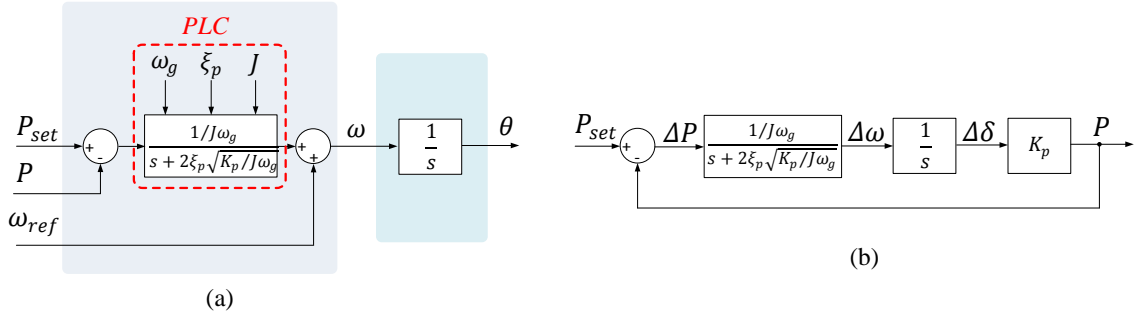 PLC
ω_g ξ_p J
P_set
+
-
1/Jω_g
s + 2ξ_p√(K_p/Jω_g)
+
+
ω
1
s
θ
P
ω_ref
(a)
P_set
+
-
ΔP
1/Jω_g
s + 2ξ_p√(K_p/Jω_g)
Δω
1
s
Δδ
K_p
P
(b)